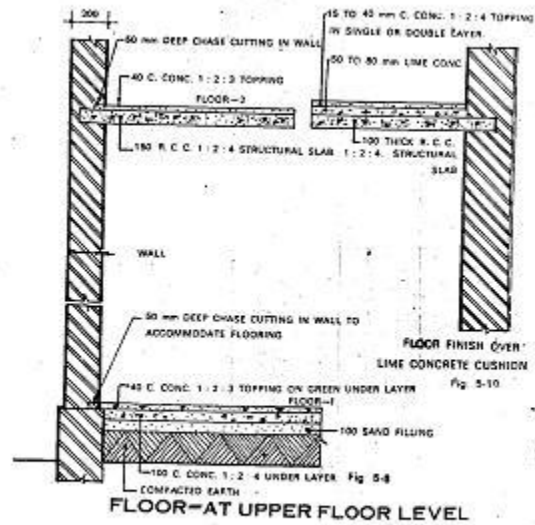 300
50 mm DEEP CHASE CUTTING IN WALL
15 TO 40 mm C. CONC. 1:2:4 TOPPING
IN SINGLE OR DOUBLE LAYER.
40 C. CONC. 1:2:3 TOPPING
50 TO 80 mm LIME CONC
FLOOR-2
150 R.C.C. 1:2:4 STRUCTURAL SLAB
100 THICK R.C.C.
1:2:4. STRUCTURAL
SLAB
WALL
50 mm DEEP CHASE CUTTING IN WALL TO
ACCOMMODATE FLOORING
FLOOR FINISH OVER
LIME CONCRETE CUSHION
Fig. 5-10
40 C. CONC. 1:2:3 TOPPING ON GREEN UNDER LAYER
FLOOR-1
100 SAND FILLING
100 C. CONC. 1:2:4 UNDER LAYER Fig 5-8
COMPACTED EARTH
FLOOR-AT UPPER FLOOR LEVEL